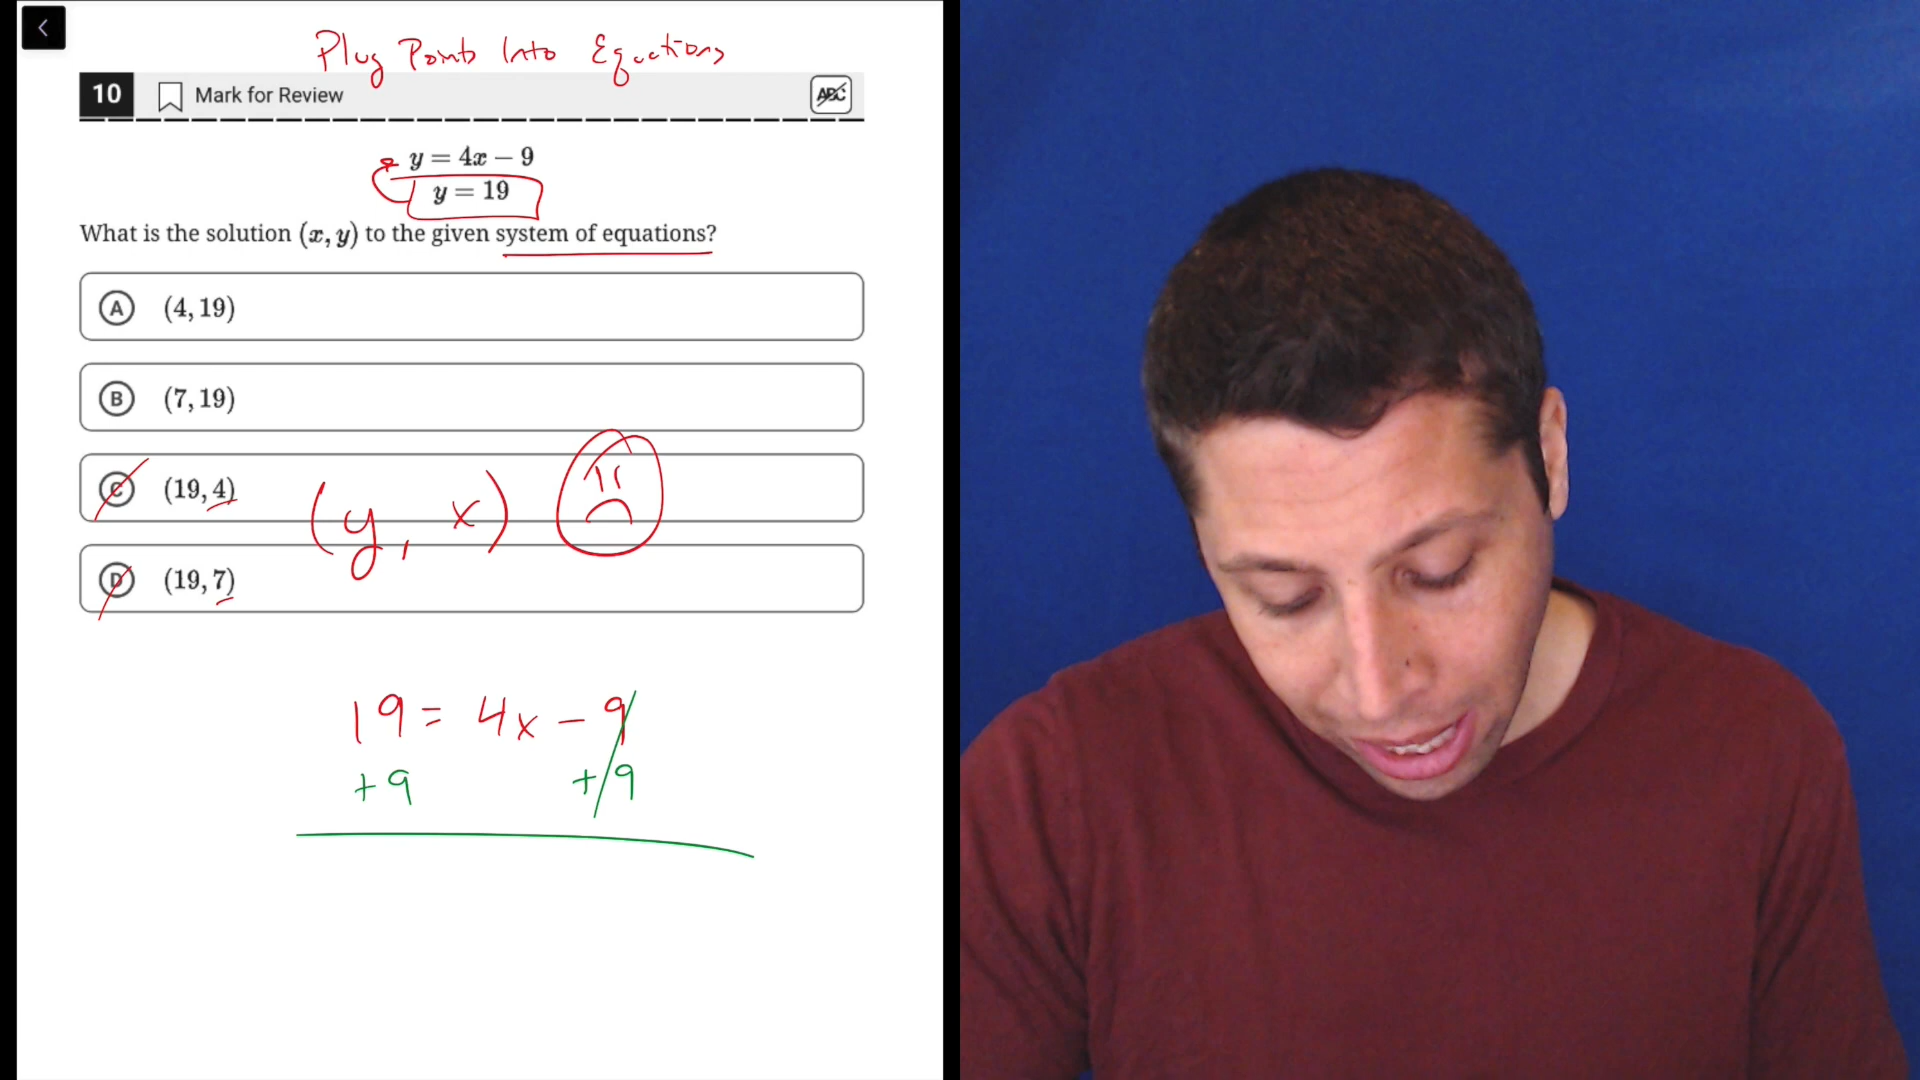 Plug Points Into Equations
10 Mark for Review ABC
y = 4x − 9
y = 19
What is the solution (x, y) to the given system of equations?
A (4, 19)
B (7, 19)
C (19, 4)
(y, x)
D (19, 7)
19 = 4x − 9
+9 +9